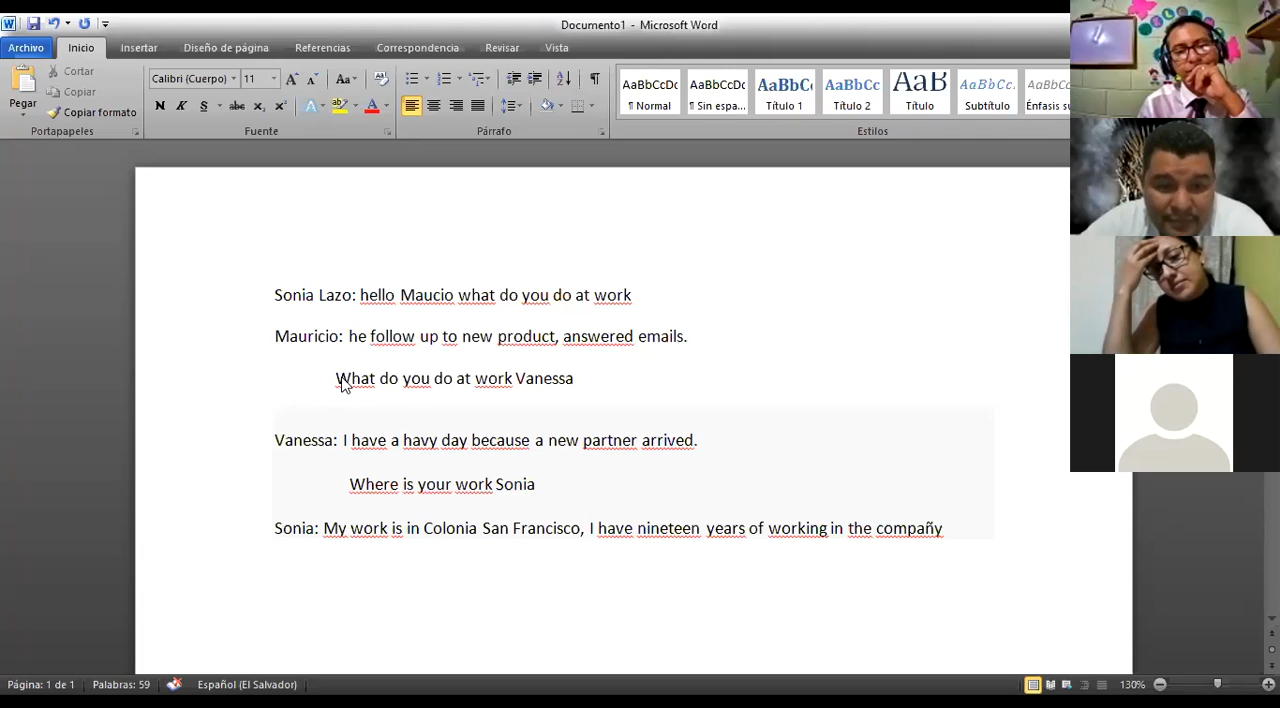 Documento1 - Microsoft Word
Archivo Inicio Insertar Diseño de página Referencias Correspondencia Revisar Vista
Pegar
Cortar
Copiar
Copiar formato
Portapapeles
Calibri (Cuerpo) 11
Fuente
Párrafo
AaBbCcDc AaBbCcDc AaBbC AaBbCc AaB AaBbCc. AaBbCcD
¶ Normal ¶ Sin espa... Título 1 Título 2 Título Subtítulo Énfasis su
Estilos
Sonia Lazo: hello Maucio what do you do at work
Mauricio: he follow up to new product, answered emails.
What do you do at work Vanessa
Vanessa: I have a havy day because a new partner arrived.
Where is your work Sonia
Sonia: My work is in Colonia San Francisco, I have nineteen years of working in the compañy
Página: 1 de 1 Palabras: 59 Español (El Salvador) 130%